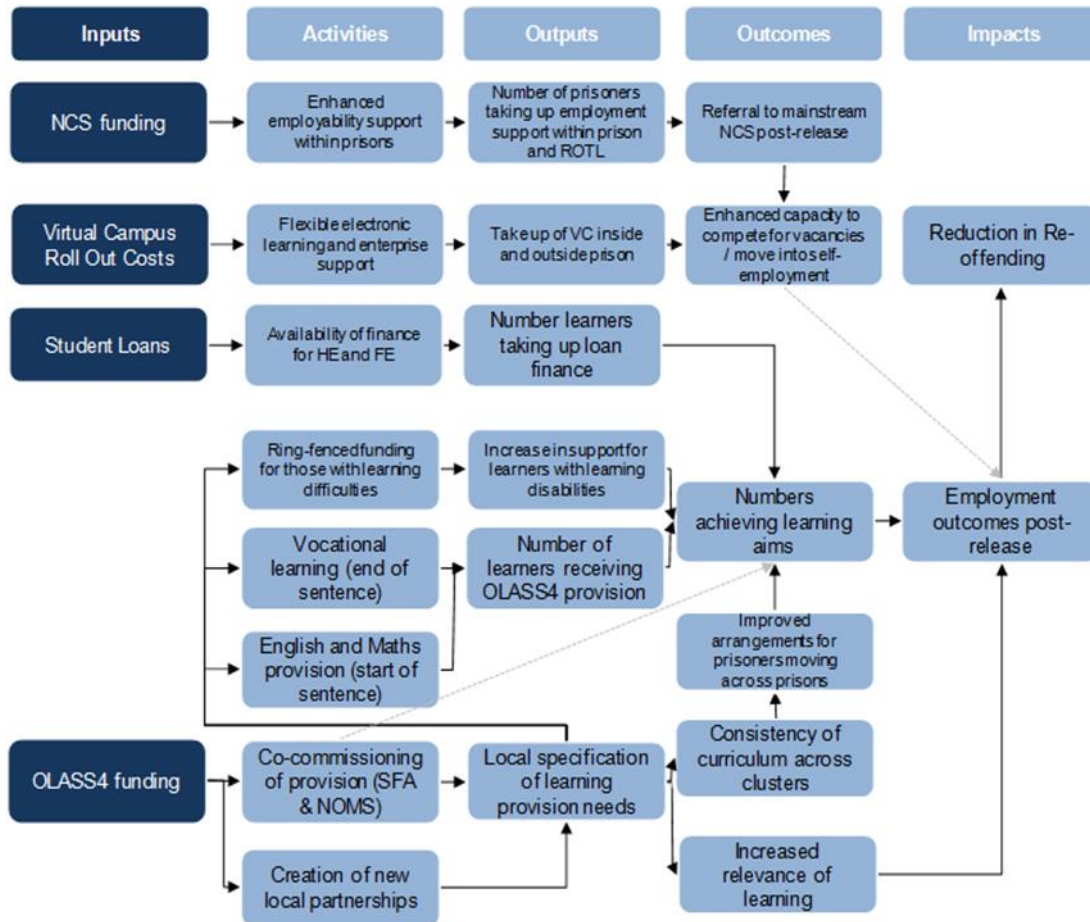 Inputs
Activities
Outputs
Outcomes
Impacts
NCS funding
Enhanced
employability support
within prisons
Number of prisoners
taking up employment
support within prison
and ROTL
Referral to mainstream
NCS post-release
Virtual Campus
Roll Out Costs
Flexible electronic
learning and enterprise
support
Take up of VC inside
and outside prison
Enhanced capacity to
compete for vacancies
/ move into self-
employment
Reduction in Re-
offending
Student Loans
Availability of finance
for HE and FE
Number learners
taking up loan
finance
Ring-fenced funding
for those with learning
difficulties
Increase in support for
learners with learning
disabilities
Numbers
achieving learning
aims
Employment
outcomes post-
release
Vocational
learning (end of
sentence)
Number of
learners receiving
OLASS4 provision
English and Maths
provision (start of
sentence)
Improved
arrangements for
prisoners moving
across prisons
OLASS4 funding
Co-commissioning
of provision (SFA
& NOMS)
Local specification
of learning
provision needs
Consistency of
curriculum across
clusters
Creation of new
local partnerships
Increased
relevance of
learning